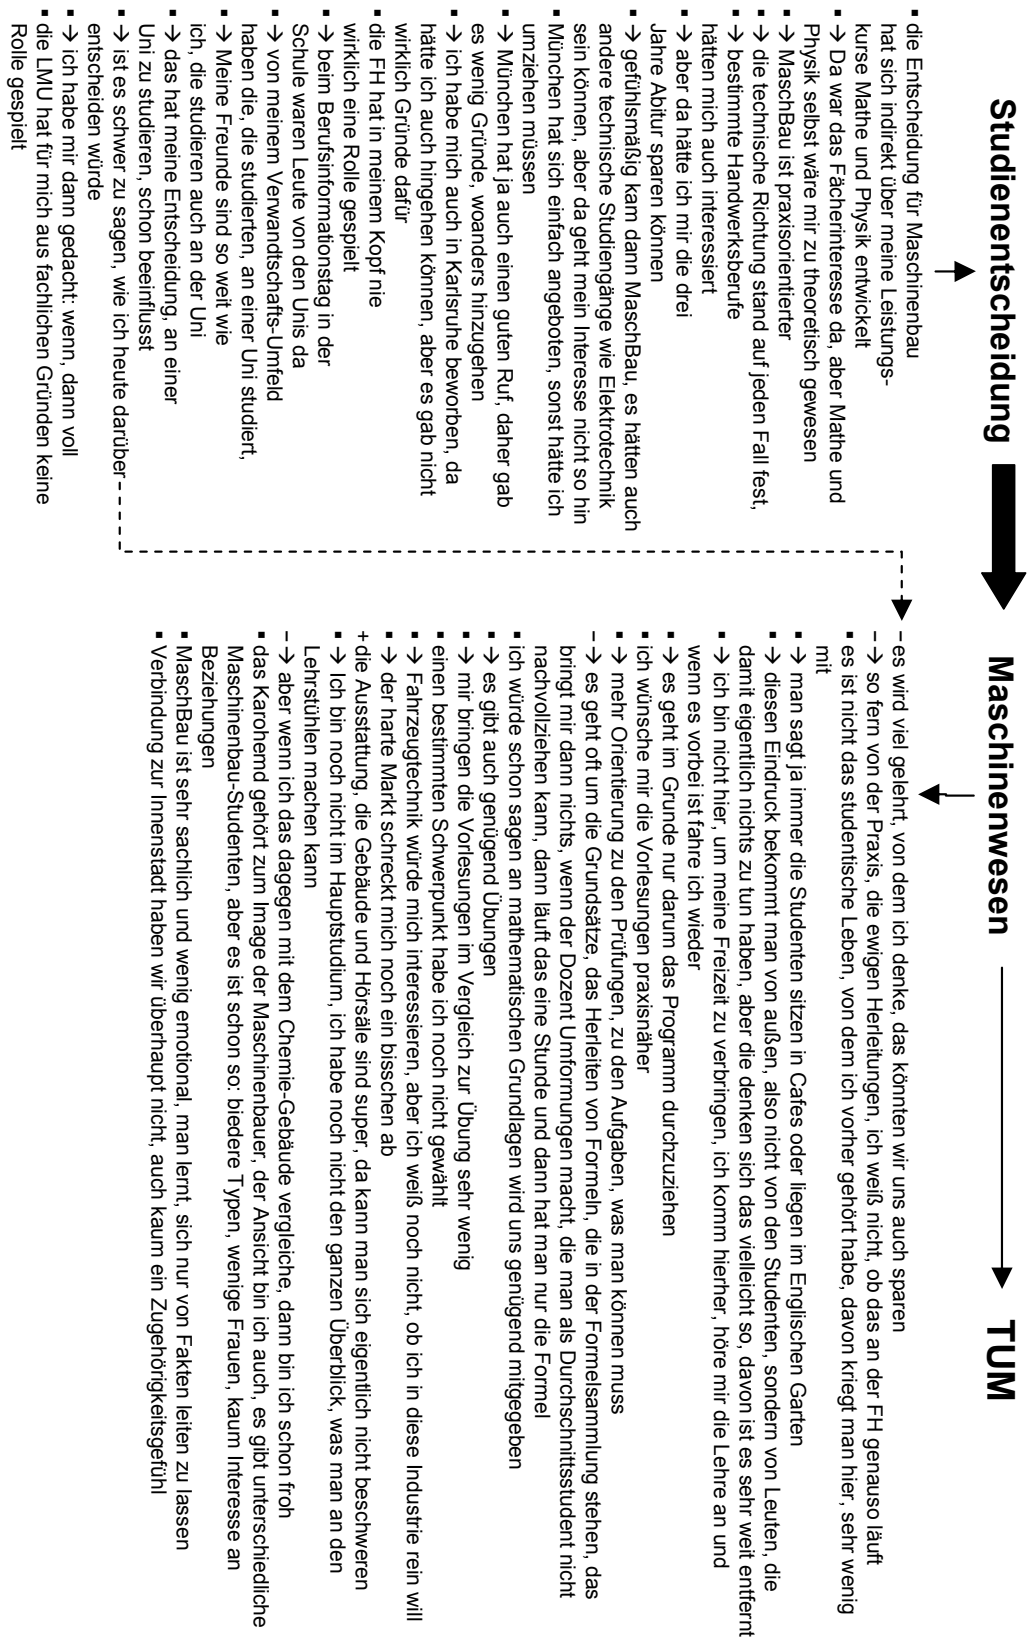 Studienentscheidung
Maschinenwesen
TUM
▪ die Entscheidung für Maschinenbau
hat sich indirekt über meine Leistungs-
kurse Mathe und Physik entwickelt
▪ → Da war das Fächerinteresse da, aber Mathe und
Physik selbst wäre mir zu theoretisch gewesen
▪ → MaschBau ist praxisorientierter
▪ → die technische Richtung stand auf jeden Fall fest,
▪ → bestimmte Handwerksberufe
hätten mich auch interessiert
▪ → aber da hätte ich mir die drei
Jahre Abitur sparen können
▪ → gefühlsmäßig kam dann MaschBau, es hätten auch
andere technische Studiengänge wie Elektrotechnik
sein können, aber da geht mein Interesse nicht so hin
▪ München hat sich einfach angeboten, sonst hätte ich
umziehen müssen
▪ → München hat ja auch einen guten Ruf, daher gab
es wenig Gründe, woanders hinzugehen
▪ → ich habe mich auch in Karlsruhe beworben, da
hätte ich auch hingehen können, aber es gab nicht
wirklich Gründe dafür
▪ die FH hat in meinem Kopf nie
wirklich eine Rolle gespielt
▪ → beim Berufsinformationstag in der
Schule waren Leute von den Unis da
▪ → von meinem Verwandtschafts-Umfeld
haben die, die studierten, an einer Uni studiert,
▪ → Meine Freunde sind so weit wie
ich, die studieren auch an der Uni
▪ → das hat meine Entscheidung, an einer
Uni zu studieren, schon beeinflusst
▪ → ist es schwer zu sagen, wie ich heute darüber
entscheiden würde
▪ → ich habe mir dann gedacht: wenn, dann voll
▪ die LMU hat für mich aus fachlichen Gründen keine
Rolle gespielt
– es wird viel gelehrt, von dem ich denke, das könnten wir uns auch sparen
– → so fern von der Praxis, die ewigen Herleitungen, ich weiß nicht, ob das an der FH genauso läuft
▪ es ist nicht das studentische Leben, von dem ich vorher gehört habe, davon kriegt man hier, sehr wenig
mit
▪ → man sagt ja immer die Studenten sitzen in Cafes oder liegen im Englischen Garten
▪ → diesen Eindruck bekommt man von außen, also nicht von den Studenten, sondern von Leuten, die
damit eigentlich nichts zu tun haben, aber die denken sich das vielleicht so, davon ist es sehr weit entfernt
▪ → ich bin nicht hier, um meine Freizeit zu verbringen, ich komm hierher, höre mir die Lehre an und
wenn es vorbei ist fahre ich wieder
▪ → es geht im Grunde nur darum das Programm durchzuziehen
▪ ich wünsche mir die Vorlesungen praxisnäher
▪ → mehr Orientierung zu den Prüfungen, zu den Aufgaben, was man können muss
– → es geht oft um die Grundsätze, das Herleiten von Formeln, die in der Formelsammlung stehen, das
bringt mir dann nichts, wenn der Dozent Umformungen macht, die man als Durchschnittsstudent nicht
nachvollziehen kann, dann läuft das eine Stunde und dann hat man nur die Formel
▪ ich würde schon sagen an mathematischen Grundlagen wird uns genügend mitgegeben
▪ → es gibt auch genügend Übungen
▪ → mir bringen die Vorlesungen im Vergleich zur Übung sehr wenig
▪ einen bestimmten Schwerpunkt habe ich noch nicht gewählt
▪ → Fahrzeugtechnik würde mich interessieren, aber ich weiß noch nicht, ob ich in diese Industrie rein will
▪ → der harte Markt schreckt mich noch ein bisschen ab
+ die Ausstattung, die Gebäude und Hörsäle sind super, da kann man sich eigentlich nicht beschweren
▪ → Ich bin noch nicht im Hauptstudium, ich habe noch nicht den ganzen Überblick, was man an den
Lehrstühlen machen kann
– → aber wenn ich das dagegen mit dem Chemie-Gebäude vergleiche, dann bin ich schon froh
▪ das Karohemd gehört zum Image der Maschinenbauer, der Ansicht bin ich auch, es gibt unterschiedliche
Maschinenbau-Studenten, aber es ist schon so: biedere Typen, wenige Frauen, kaum Interesse an
Beziehungen
▪ MaschBau ist sehr sachlich und wenig emotional, man lernt, sich nur von Fakten leiten zu lassen
▪ Verbindung zur Innenstadt haben wir überhaupt nicht, auch kaum ein Zugehörigkeitsgefühl